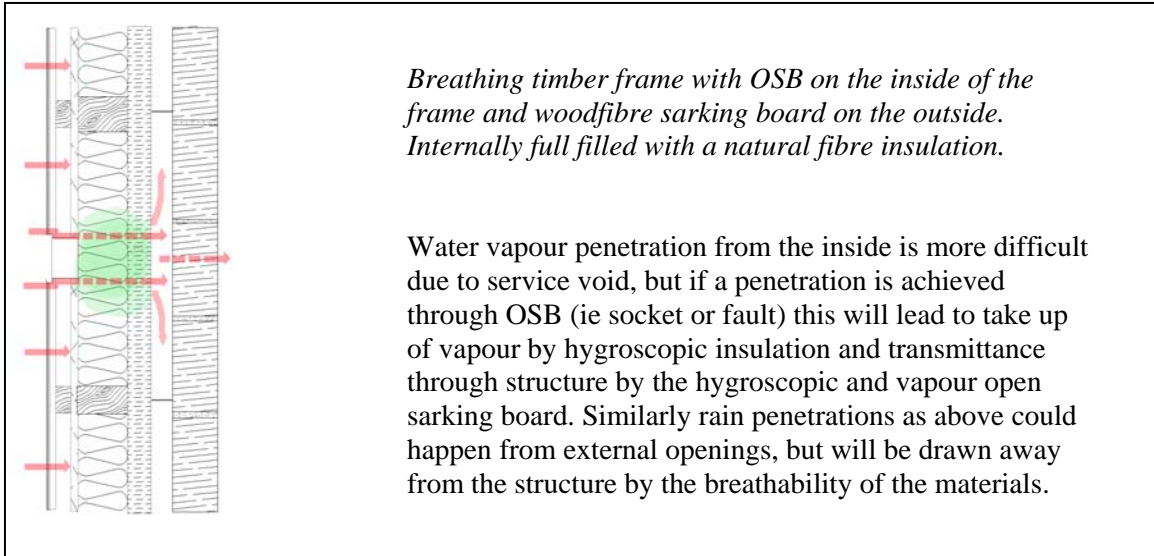 Breathing timber frame with OSB on the inside of the
frame and woodfibre sarking board on the outside.
Internally full filled with a natural fibre insulation.
Water vapour penetration from the inside is more difficult
due to service void, but if a penetration is achieved
through OSB (ie socket or fault) this will lead to take up
of vapour by hygroscopic insulation and transmittance
through structure by the hygroscopic and vapour open
sarking board. Similarly rain penetrations as above could
happen from external openings, but will be drawn away
from the structure by the breathability of the materials.